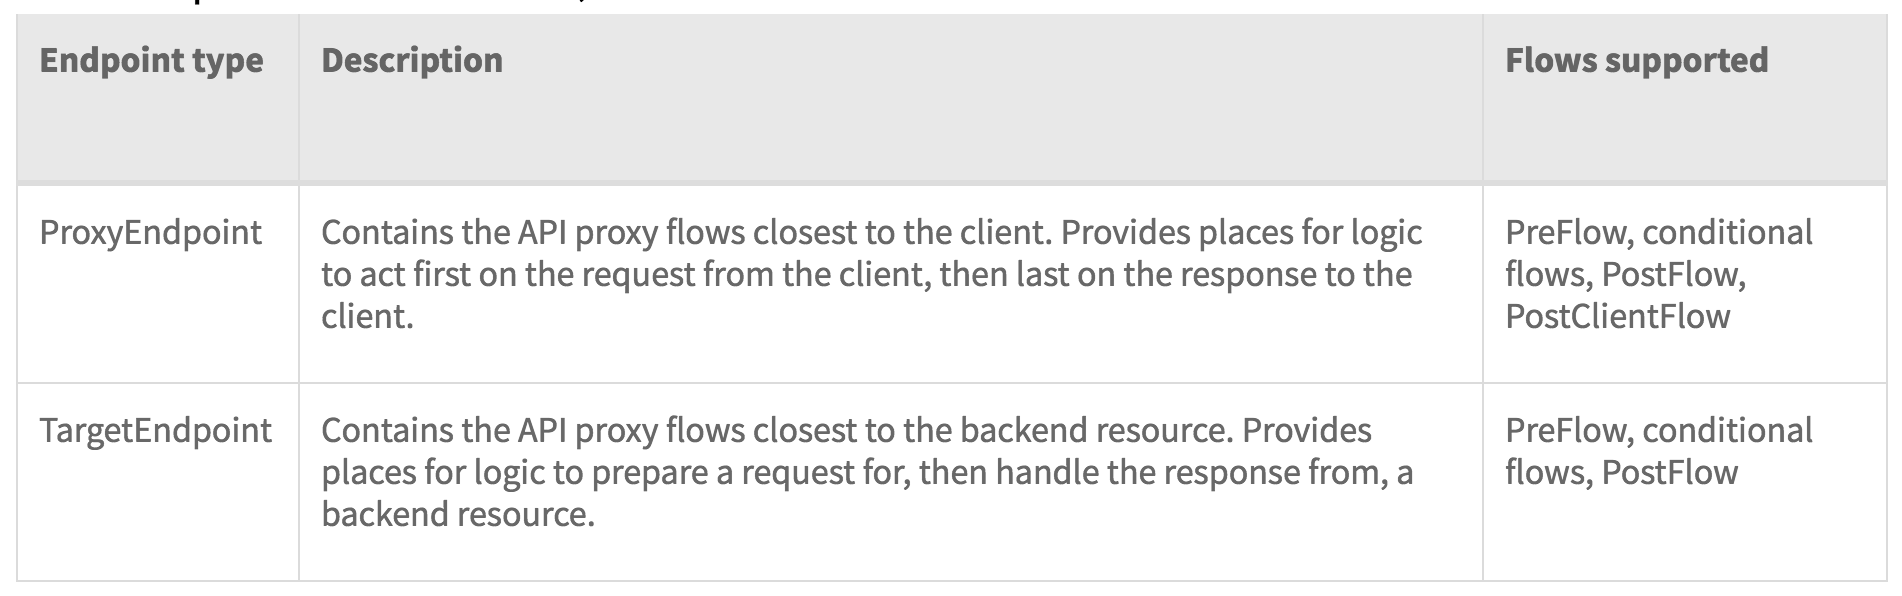 Endpoint type
Description
Flows supported
ProxyEndpoint
Contains the API proxy flows closest to the client. Provides places for logic
to act first on the request from the client, then last on the response to the
client.
PreFlow, conditional
flows, PostFlow,
PostClientFlow
TargetEndpoint
Contains the API proxy flows closest to the backend resource. Provides
places for logic to prepare a request for, then handle the response from, a
backend resource.
PreFlow, conditional
flows, PostFlow